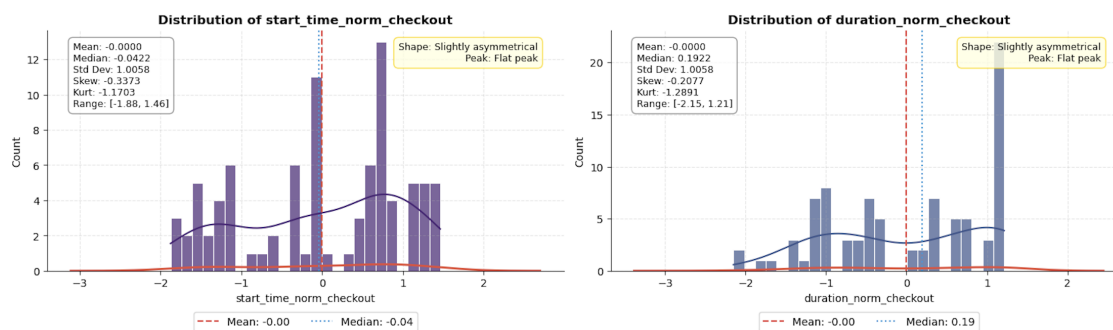 Distribution of start_time_norm_checkout
Mean: -0.0000
Median: -0.0422
Std Dev: 1.0058
Skew: -0.3373
Kurt: -1.1703
Range: [-1.88, 1.46]
Shape: Slightly asymmetrical
Peak: Flat peak
Count
12
10
8
6
4
2
0
−3
−2
−1
0
1
2
start_time_norm_checkout
Mean: -0.00
Median: -0.04
Distribution of duration_norm_checkout
Mean: -0.0000
Median: 0.1922
Std Dev: 1.0058
Skew: -0.2077
Kurt: -1.2891
Range: [-2.15, 1.21]
Shape: Slightly asymmetrical
Peak: Flat peak
Count
20
15
10
5
0
−3
−2
−1
0
1
2
duration_norm_checkout
Mean: -0.00
Median: 0.19